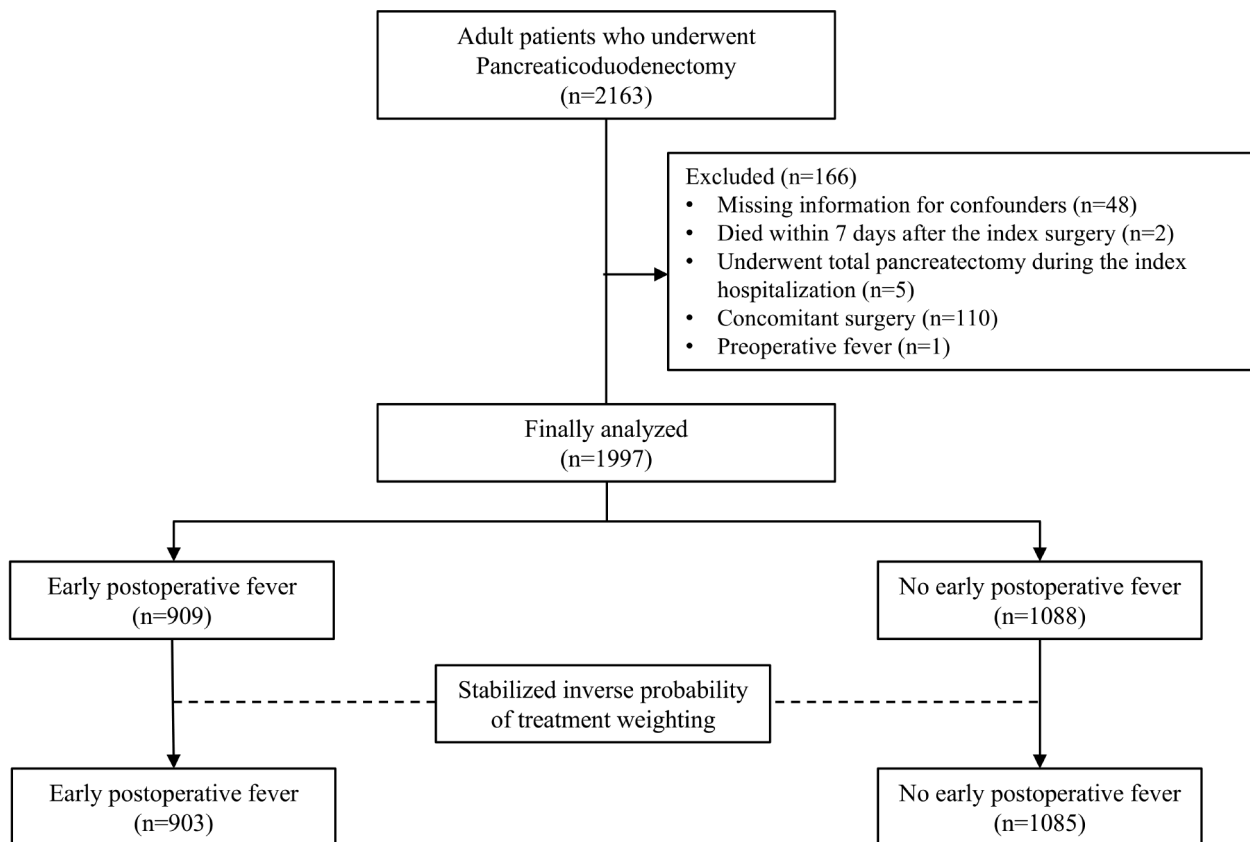 Adult patients who underwent
Pancreaticoduodenectomy
(n=2163)
Excluded (n=166)
• Missing information for confounders (n=48)
• Died within 7 days after the index surgery (n=2)
• Underwent total pancreatectomy during the index
hospitalization (n=5)
• Concomitant surgery (n=110)
• Preoperative fever (n=1)
Finally analyzed
(n=1997)
Early postoperative fever
(n=909)
No early postoperative fever
(n=1088)
Stabilized inverse probability
of treatment weighting
Early postoperative fever
(n=903)
No early postoperative fever
(n=1085)